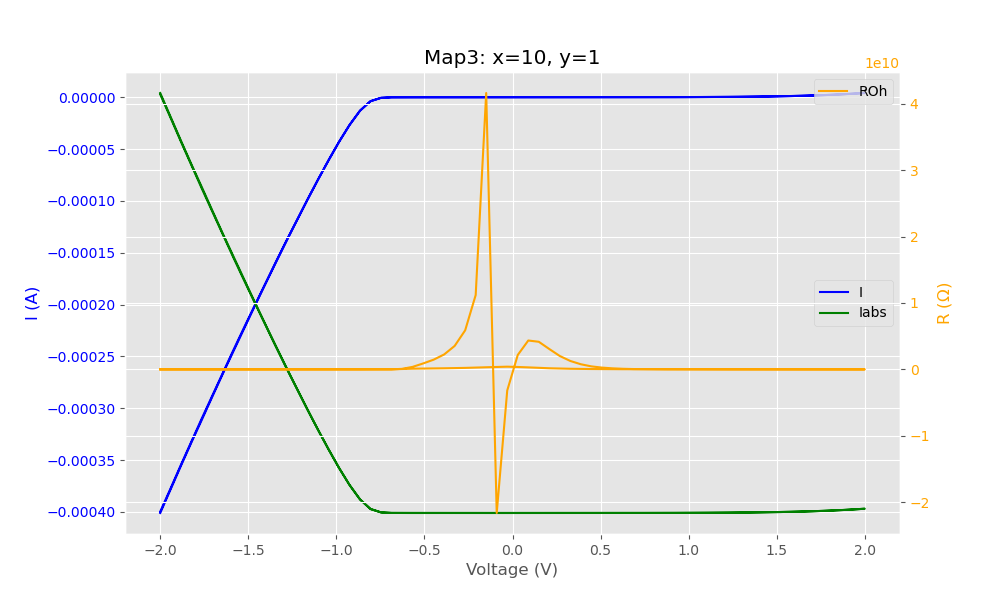 Map3: x=10, y=1
1e10
I (A)
0.00000
−0.00005
−0.00010
−0.00015
−0.00020
−0.00025
−0.00030
−0.00035
−0.00040
ROh
I
Iabs
4
3
2
1
0
−1
−2
R (Ω)
−2.0 −1.5 −1.0 −0.5 0.0 0.5 1.0 1.5 2.0
Voltage (V)